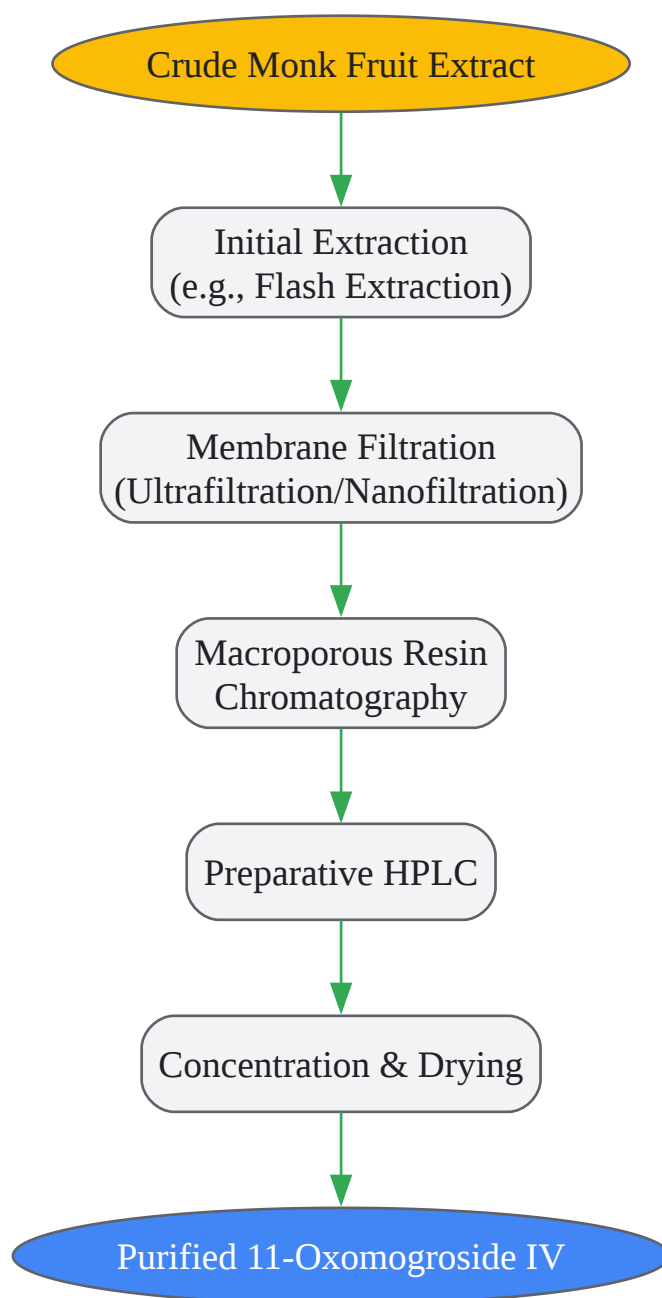 Crude Monk Fruit Extract
Initial Extraction
(e.g., Flash Extraction)
Membrane Filtration
(Ultrafiltration/Nanofiltration)
Macroporous Resin
Chromatography
Preparative HPLC
Concentration & Drying
Purified 11-Oxomogroside IV